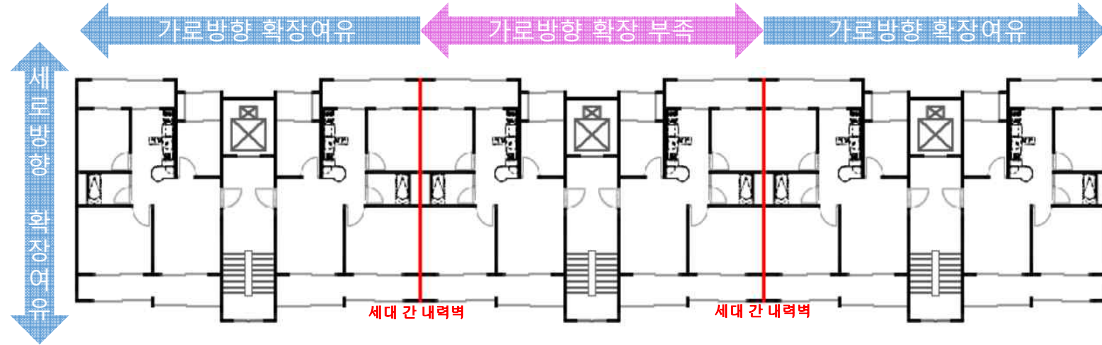 가로방향 확장여유
가로방향 확장 부족
가로방향 확장여유
세로방향 확장여유
세대 간 내력벽
세대 간 내력벽